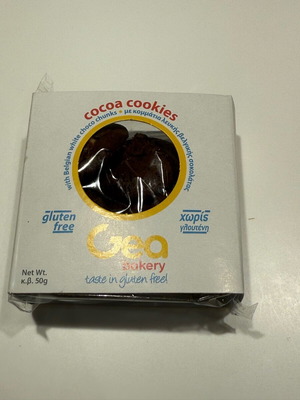 cocoa cookies
with Belgian white choco chunks • με κομμάτια λευκής βελγικής σοκολάτας
gluten
free
χωρίς
γλουτένη
Gea
bakery
taste in gluten free!
Net Wt.
κ.β. 50g